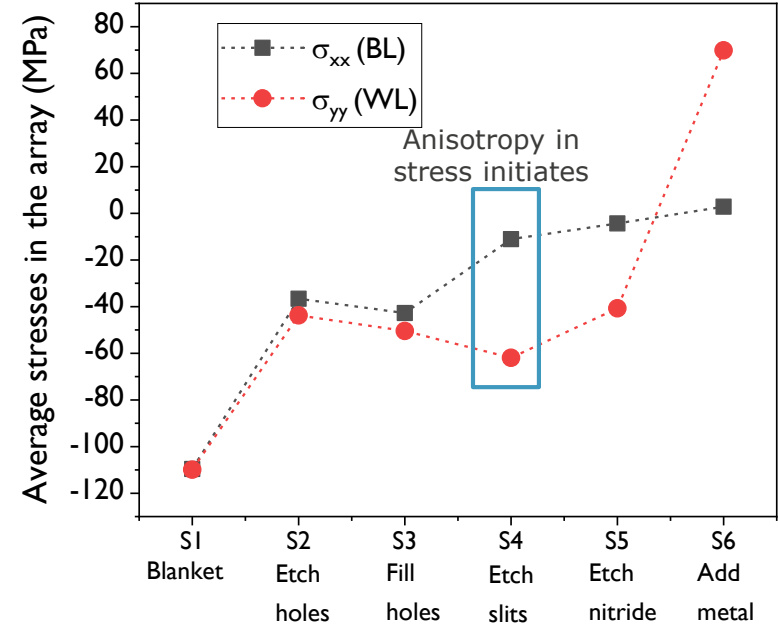 Average stresses in the array (MPa)
80
60
40
20
0
-20
-40
-60
-80
-100
-120
σxx (BL)
σyy (WL)
Anisotropy in
stress initiates
S1 S2 S3 S4 S5 S6
Blanket Etch Fill Etch Etch Add
holes holes slits nitride metal